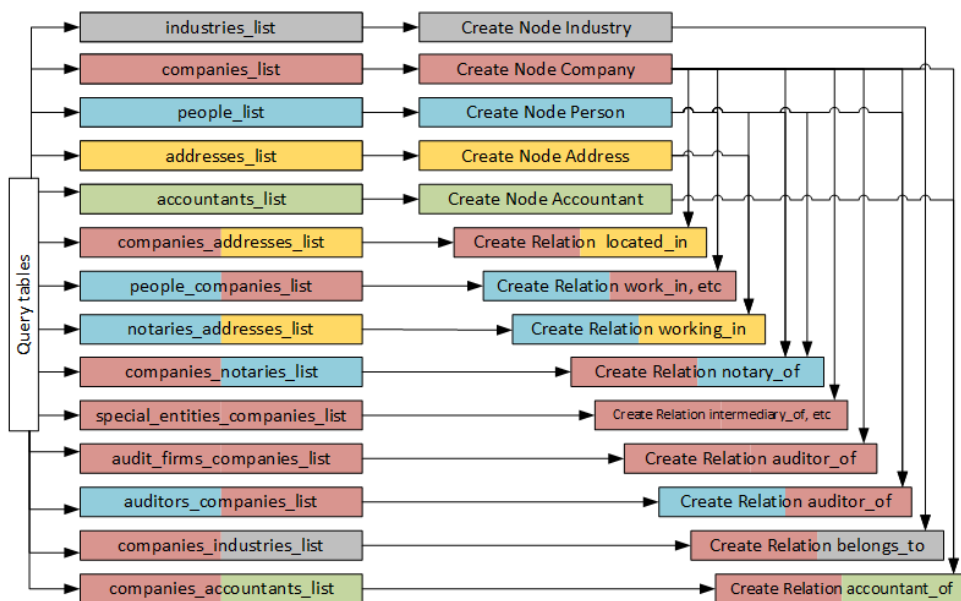 Query tables
industries_list
Create Node Industry
companies_list
Create Node Company
people_list
Create Node Person
addresses_list
Create Node Address
accountants_list
Create Node Accountant
companies_addresses_list
Create Relation located_in
people_companies_list
Create Relation work_in, etc
notaries_addresses_list
Create Relation working_in
companies_notaries_list
Create Relation notary_of
special_entities_companies_list
Create Relation intermediary_of, etc
audit_firms_companies_list
Create Relation auditor_of
auditors_companies_list
Create Relation auditor_of
companies_industries_list
Create Relation belongs_to
companies_accountants_list
Create Relation accountant_of